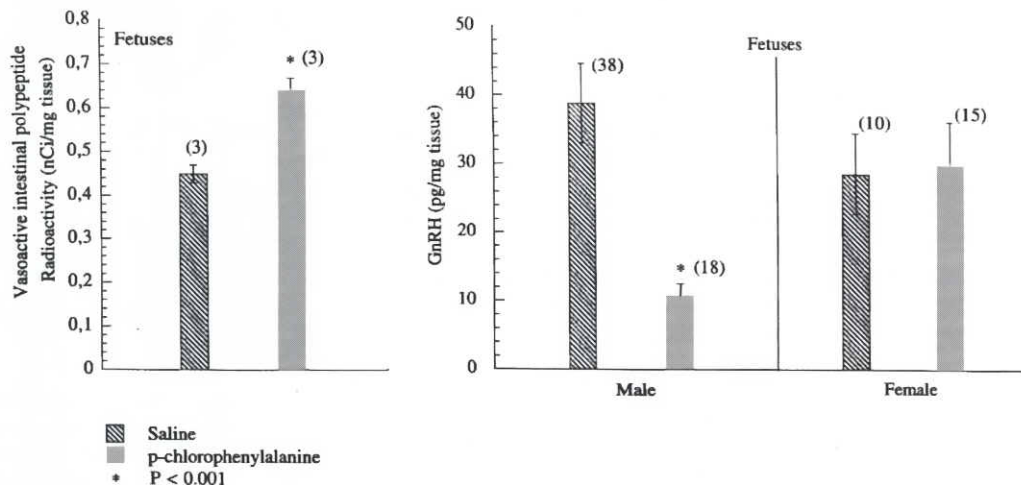 Vasoactive intestinal polypeptide
Radioactivity (nCi/mg tissue)
0,8
0,7
0,6
0,5
0,4
0,3
0,2
0,1
0
Fetuses
(3)
* (3)
GnRH (pg/mg tissue)
50
40
30
20
10
0
Fetuses
(38)
* (18)
(10)
(15)
Male
Female
Saline
p-chlorophenylalanine
* P < 0.001